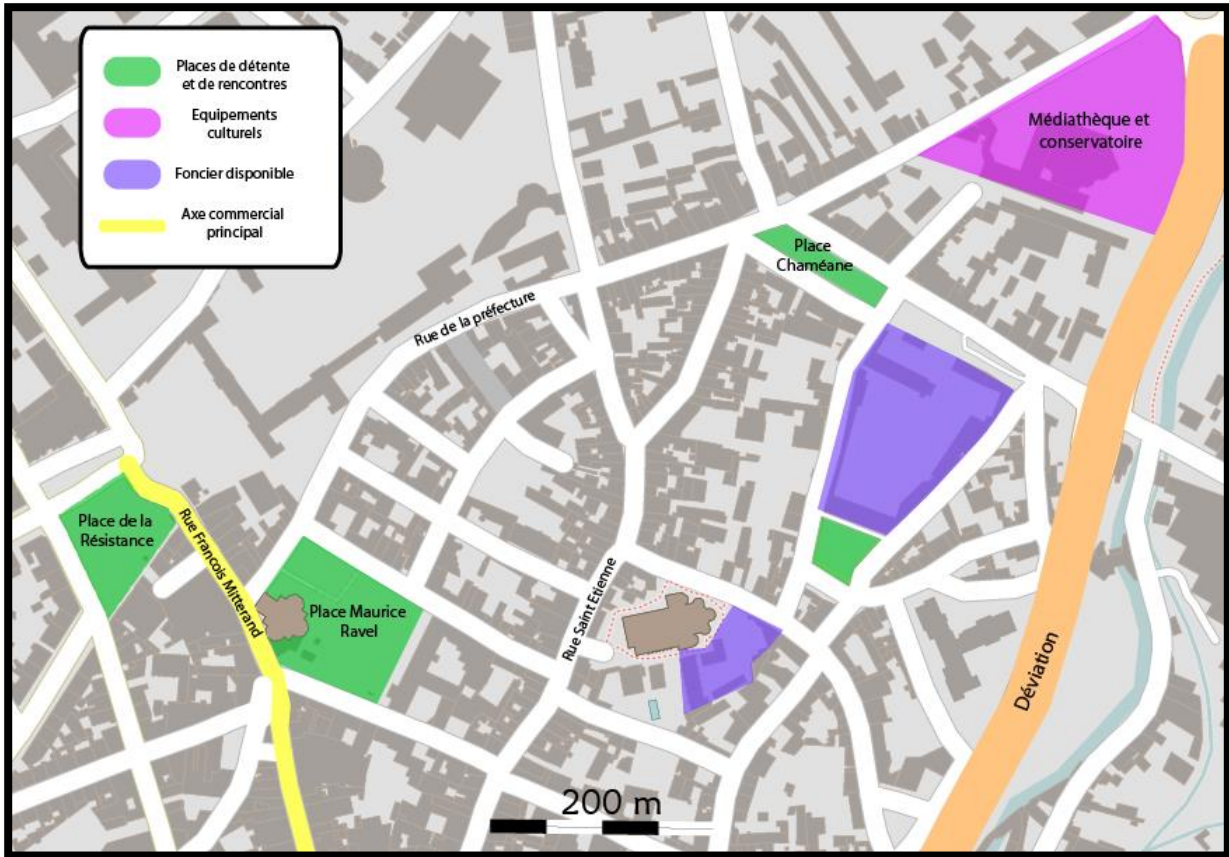 Places de détente
et de rencontres
Equipements
culturels
Foncier disponible
Axe commercial
principal
Médiathèque et
conservatoire
Place
Chaméane
Rue de la préfecture
Place de la
Résistance
Rue Francois Mitterand
Place Maurice
Ravel
Rue Saint Etienne
Déviation
200 m